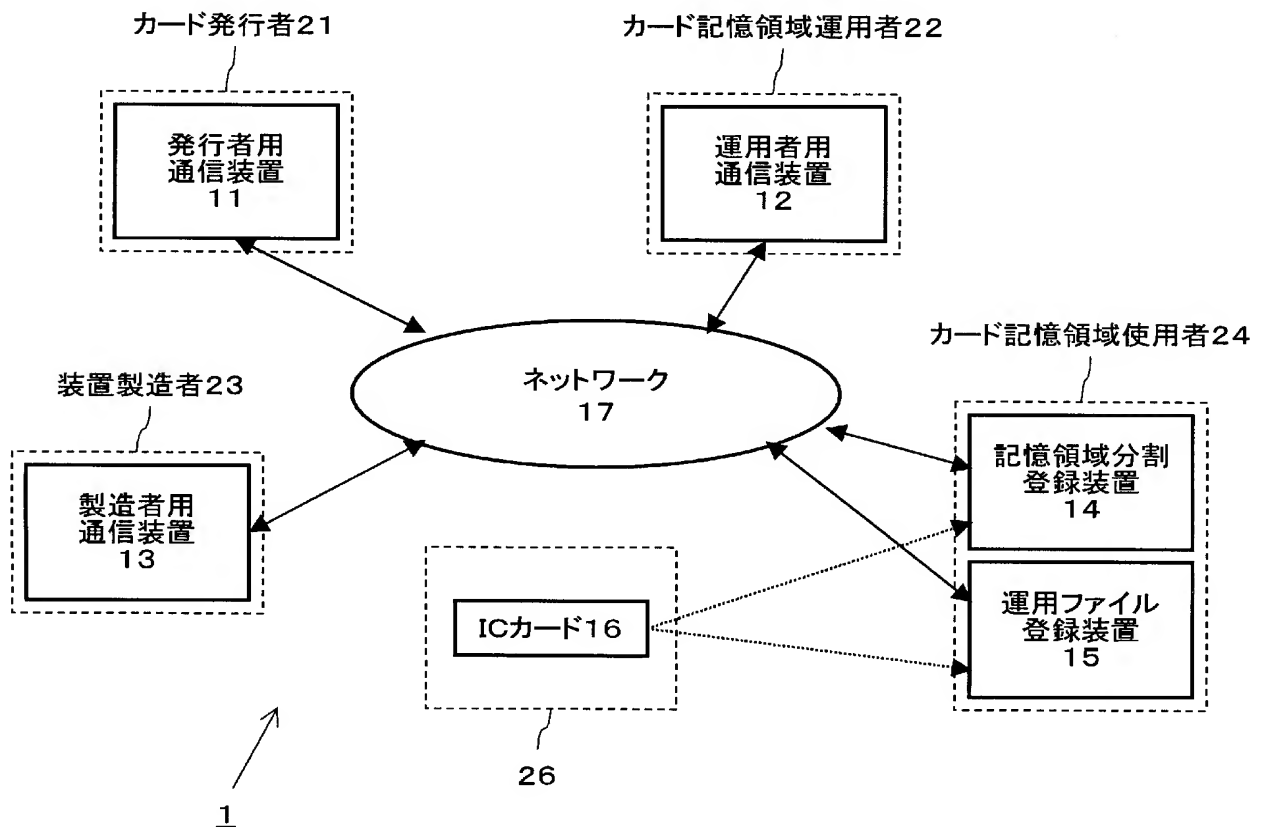 カード発行者21
カード記憶領域運用者22
発行者用
通信装置
11
運用者用
通信装置
12
カード記憶領域使用者24
装置製造者23
ネットワーク
17
記憶領域分割
登録装置
14
製造者用
通信装置
13
ICカード16
運用ファイル
登録装置
15
26
1